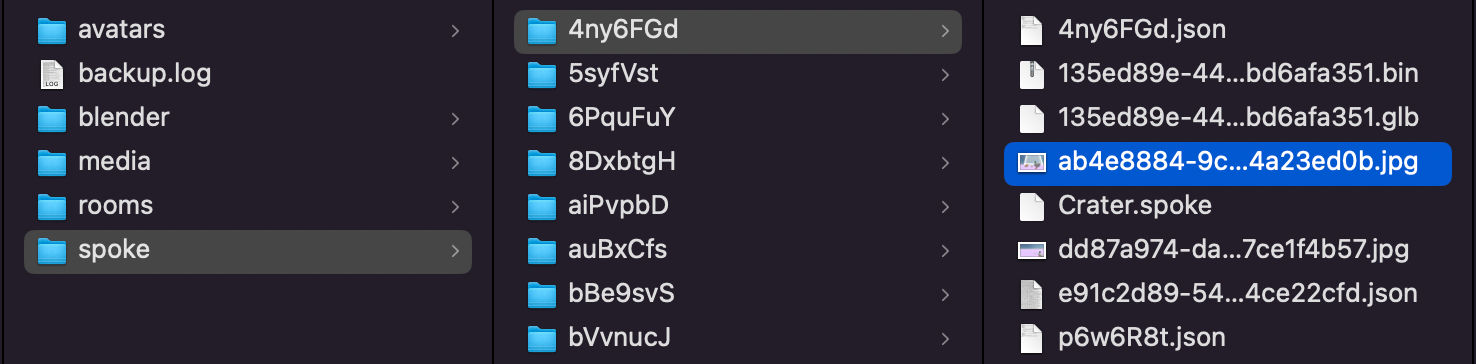 avatars
backup.log
blender
media
rooms
spoke
4ny6FGd
5syfVst
6PquFuY
8DxbtgH
aiPvpbD
auBxCfs
bBe9svS
bVvnucJ
4ny6FGd.json
135ed89e-44...bd6afa351.bin
135ed89e-44...bd6afa351.glb
ab4e8884-9c...4a23ed0b.jpg
Crater.spoke
dd87a974-da...7ce1f4b57.jpg
e91c2d89-54...4ce22cfd.json
p6w6R8t.json
LOG